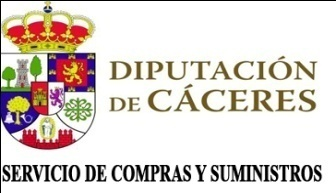 DIPUTACIÓN
DE CÁCERES
SERVICIO DE COMPRAS Y SUMINISTROS